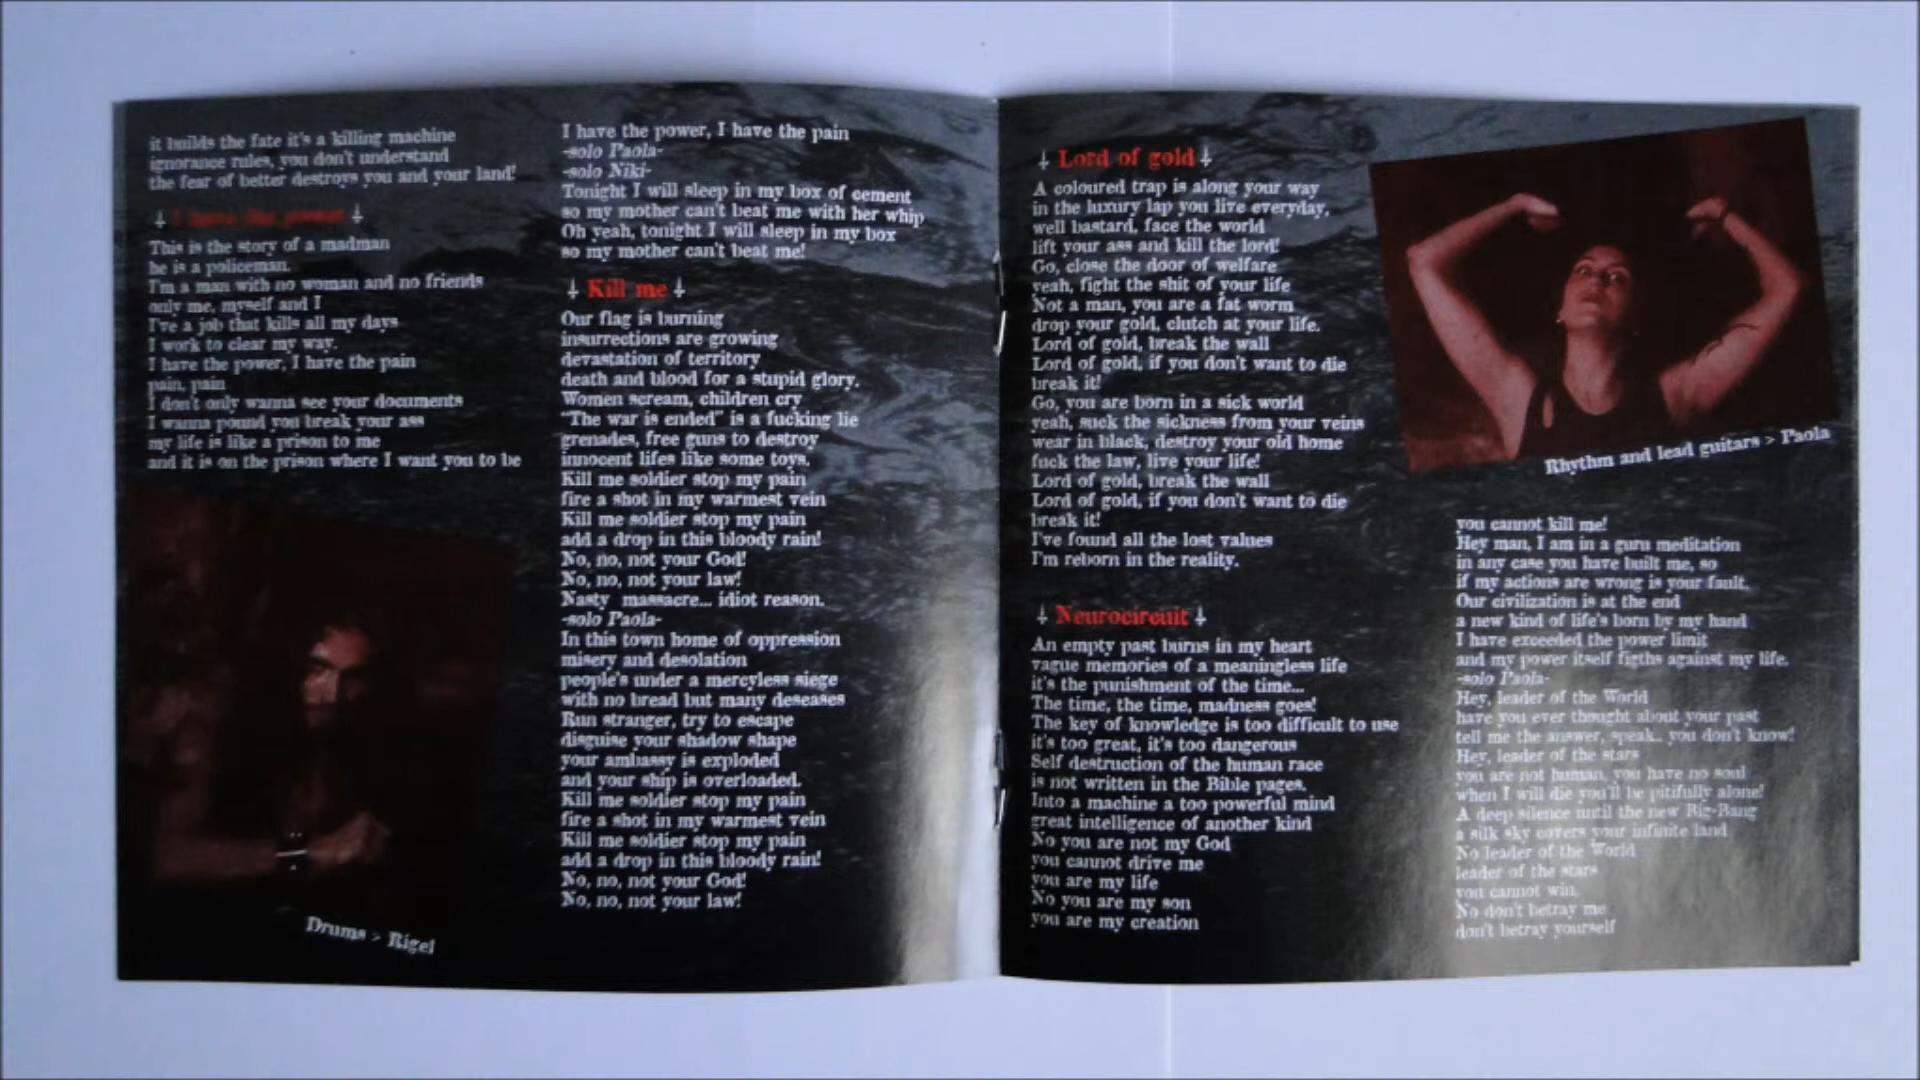 it builds the fate it's a killing machine
ignorance rules, you don't understand
the fear of better destroys you and your land!
I have the power
This is the story of a madman
he is a policeman.
I'm a man with no woman and no friends
only me, myself and I
I've a job that kills all my days
I work to clear my way.
I have the power, I have the pain
pain, pain
I don't only wanna see your documents
I wanna pound you break your ass
my life is like a prison to me
and it is on the prison where I want you to be
Drums > Rigel
I have the power, I have the pain
-solo Paola-
-solo Niki-
Tonight I will sleep in my box of cement
so my mother can't beat me with her whip
Oh yeah, tonight I will sleep in my box
so my mother can't beat me!
Kill me
Our flag is burning
insurrections are growing
devastation of territory
death and blood for a stupid glory.
Women scream, children cry
"The war is ended" is a fucking lie
grenades, free guns to destroy
innocent lifes like some toys.
Kill me soldier stop my pain
fire a shot in my warmest vein
Kill me soldier stop my pain
add a drop in this bloody rain!
No, no, not your God!
No, no, not your law!
Nasty massacre... idiot reason.
-solo Paola-
In this town home of oppression
misery and desolation
people's under a mercyless siege
with no bread but many deseases
Run stranger, try to escape
disguise your shadow shape
your ambassy is exploded
and your ship is overloaded.
Kill me soldier stop my pain
fire a shot in my warmest vein
Kill me soldier stop my pain
add a drop in this bloody rain!
No, no, not your God!
No, no, not your law!
Lord of gold
A coloured trap is along your way
in the luxury lap you live everyday,
well bastard, face the world
lift your ass and kill the lord!
Go, close the door of welfare
yeah, fight the shit of your life
Not a man, you are a fat worm
drop your gold, clutch at your life.
Lord of gold, break the wall
Lord of gold, if you don't want to die
break it!
Go, you are born in a sick world
yeah, suck the sickness from your veins
wear in black, destroy your old home
fuck the law, live your life!
Lord of gold, break the wall
Lord of gold, if you don't want to die
break it!
I've found all the lost values
I'm reborn in the reality.
Neurocircuit
An empty past burns in my heart
vague memories of a meaningless life
it's the punishment of the time...
The time, the time, madness goes!
The key of knowledge is too difficult to use
it's too great, it's too dangerous
Self destruction of the human race
is not written in the Bible pages.
Into a machine a too powerful mind
great intelligence of another kind
No you are not my God
you cannot drive me
you are my life
No you are my son
you are my creation
Rhythm and lead guitars > Paola
you cannot kill me!
Hey man, I am in a guru meditation
in any case you have built me, so
if my actions are wrong is your fault.
Our civilization is at the end
a new kind of life's born by my hand
I have exceeded the power limit
and my power itself figths against my life.
-solo Paola-
Hey, leader of the World
have you ever thought about your past
tell me the answer, speak.. you don't know!
Hey, leader of the stars
you are not human, you have no soul
when I will die you'll be pitifully alone!
A deep silence until the new Big-Bang
a silk sky covers your infinite land
No leader of the World
leader of the stars
you cannot win.
No don't betray me
don't betray yourself